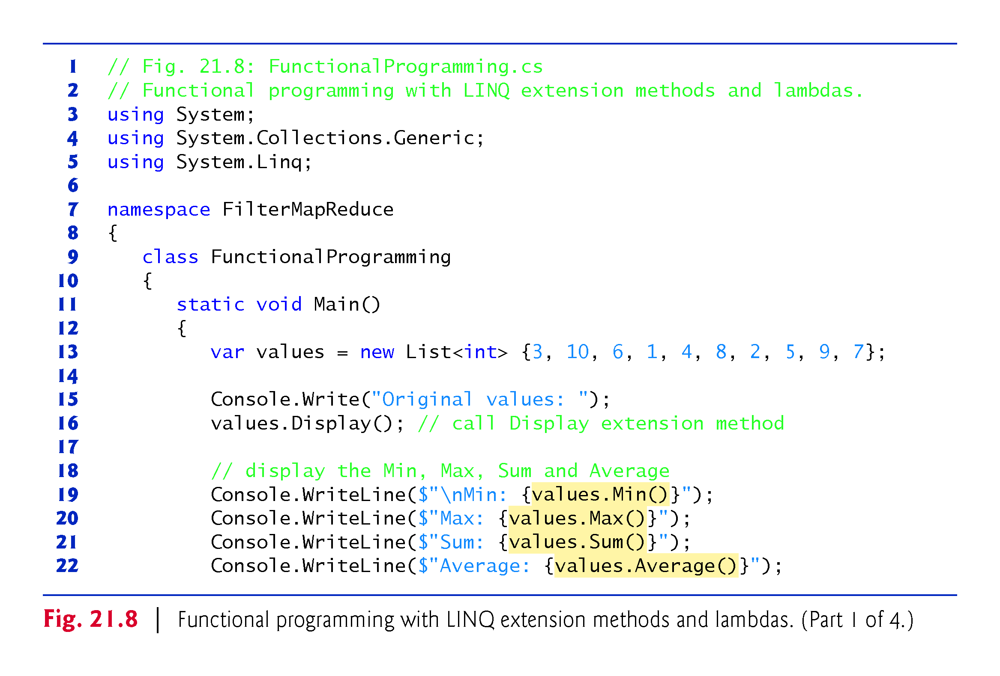 1 // Fig. 21.8: FunctionalProgramming.cs
2 // Functional programming with LINQ extension methods and lambdas.
3 using System;
4 using System.Collections.Generic;
5 using System.Linq;
6
7 namespace FilterMapReduce
8 {
9    class FunctionalProgramming
10    {
11       static void Main()
12       {
13          var values = new List<int> {3, 10, 6, 1, 4, 8, 2, 5, 9, 7};
14
15          Console.Write("Original values: ");
16          values.Display(); // call Display extension method
17
18          // display the Min, Max, Sum and Average
19          Console.WriteLine($"\nMin: {values.Min()}");
20          Console.WriteLine($"Max: {values.Max()}");
21          Console.WriteLine($"Sum: {values.Sum()}");
22          Console.WriteLine($"Average: {values.Average()}");
Fig. 21.8 | Functional programming with LINQ extension methods and lambdas. (Part 1 of 4.)